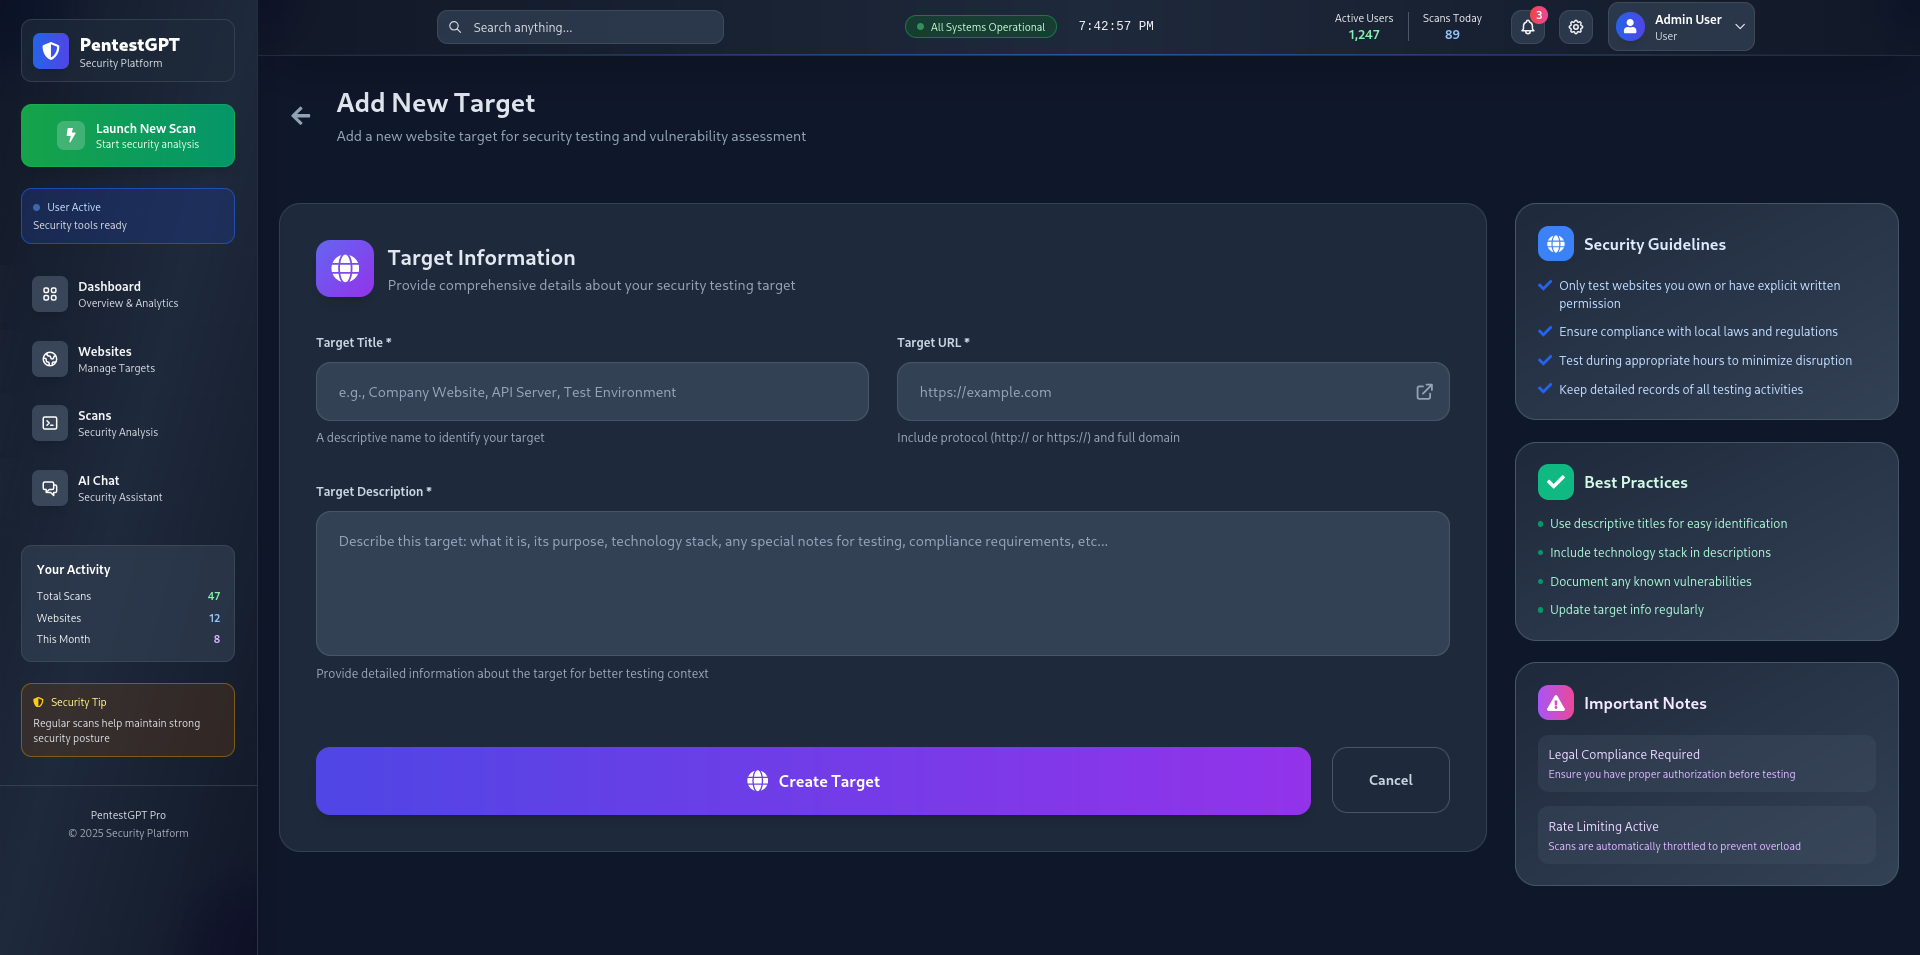 PentestGPT
Security Platform
Launch New Scan
Start security analysis
User Active
Security tools ready
Dashboard
Overview & Analytics
Websites
Manage Targets
Scans
Security Analysis
AI Chat
Security Assistant
Your Activity
Total Scans 47
Websites 12
This Month 8
Security Tip
Regular scans help maintain strong
security posture
PentestGPT Pro
© 2025 Security Platform
Search anything...
All Systems Operational
7:42:57 PM
Active Users
1,247
Scans Today
89
3
Admin User
User
Add New Target
Add a new website target for security testing and vulnerability assessment
Target Information
Provide comprehensive details about your security testing target
Target Title *
e.g., Company Website, API Server, Test Environment
A descriptive name to identify your target
Target URL *
https://example.com
Include protocol (http:// or https://) and full domain
Target Description *
Describe this target: what it is, its purpose, technology stack, any special notes for testing, compliance requirements, etc...
Provide detailed information about the target for better testing context
Create Target
Cancel
Security Guidelines
Only test websites you own or have explicit written
permission
Ensure compliance with local laws and regulations
Test during appropriate hours to minimize disruption
Keep detailed records of all testing activities
Best Practices
Use descriptive titles for easy identification
Include technology stack in descriptions
Document any known vulnerabilities
Update target info regularly
Important Notes
Legal Compliance Required
Ensure you have proper authorization before testing
Rate Limiting Active
Scans are automatically throttled to prevent overload